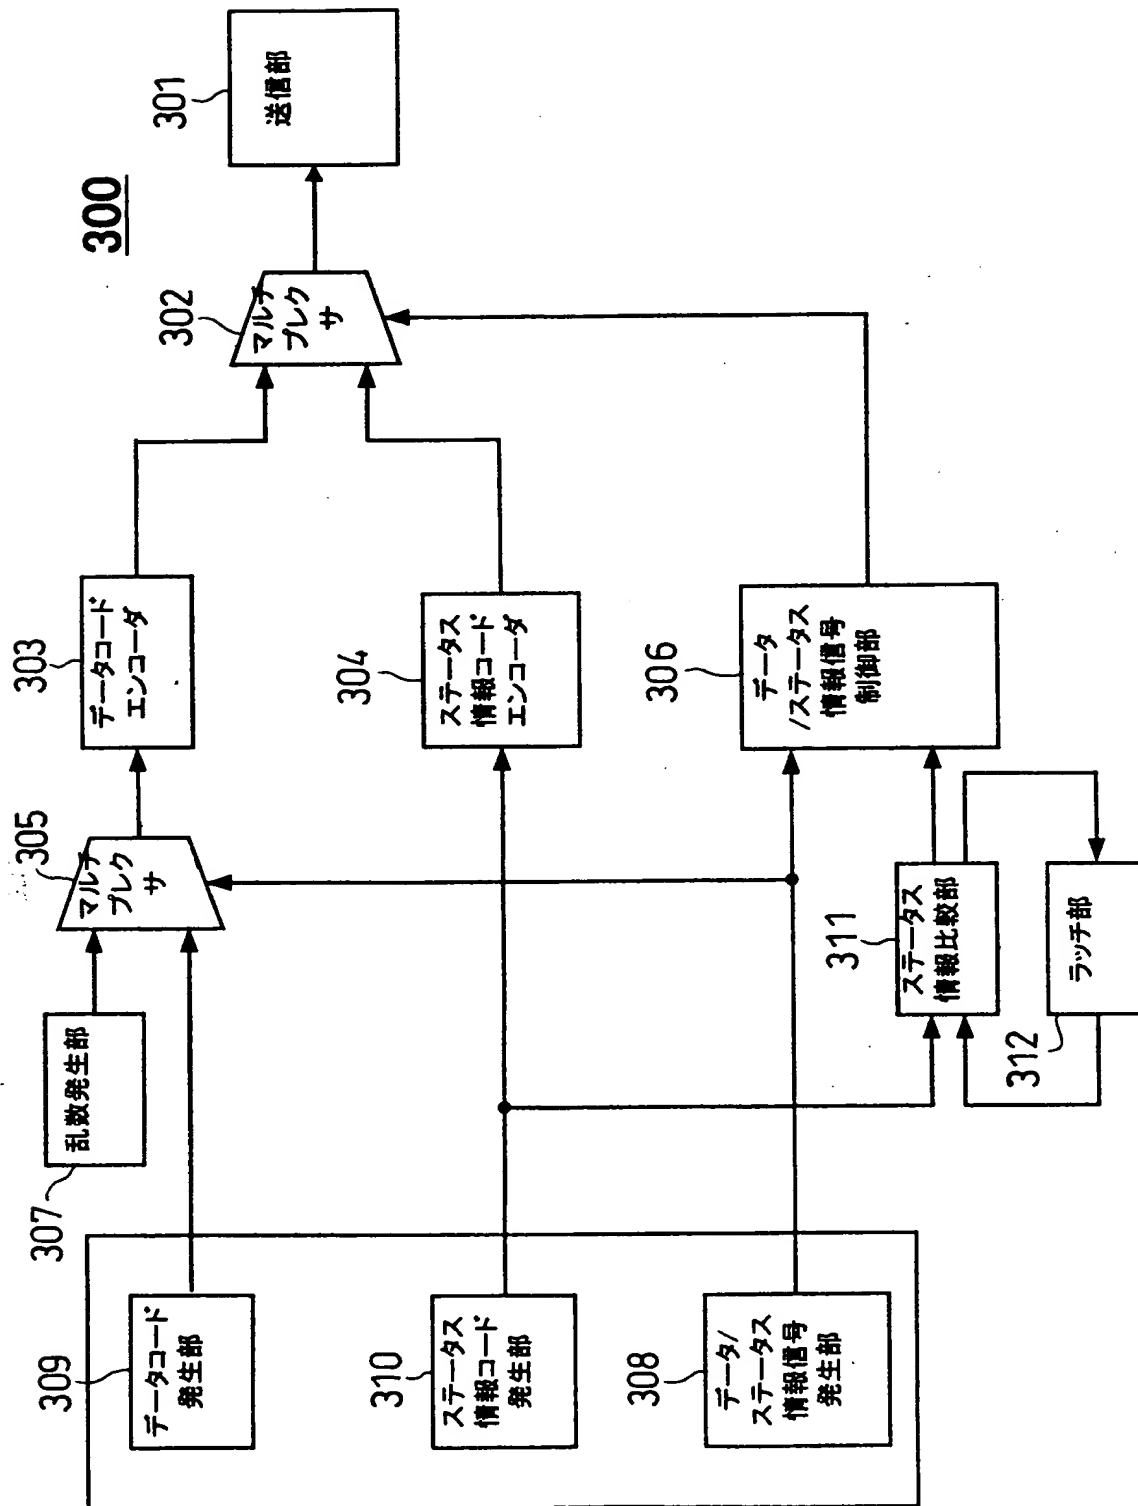 300
301
送信部
302
マルチ
プレク
サ
303
データコード
エンコーダ
304
ステータス
情報コード
エンコーダ
305
マルチ
プレク
サ
306
データ
/ステータス
情報信号
制御部
307
乱数発生部
309
データコード
発生部
310
ステータス
情報コード
発生部
308
データ/
ステータス
情報信号
発生部
311
ステータス
情報比較部
312
ラッチ部